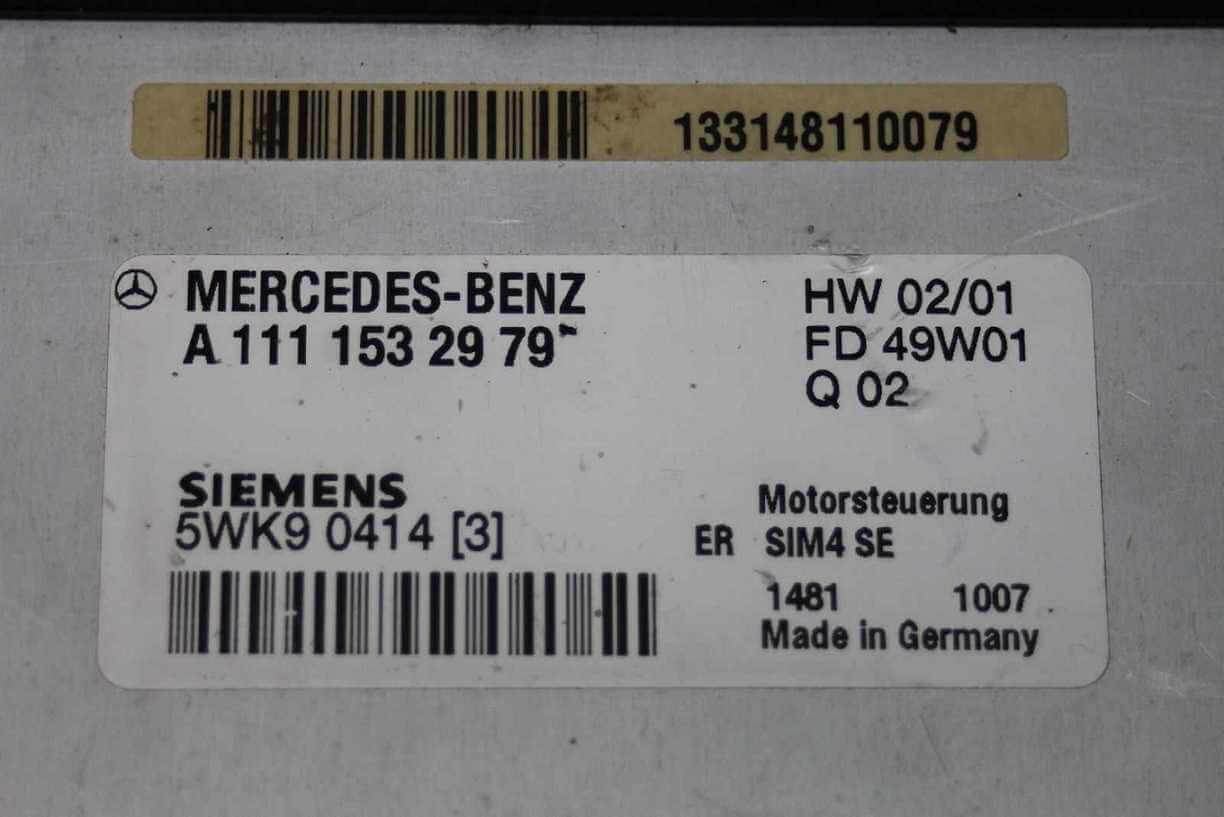 133148110079
MERCEDES-BENZ
A 111 153 29 79
HW 02/01
FD 49W01
Q 02
SIEMENS
5WK9 0414 [3]
Motorsteuerung
ER SIM4 SE
1481 1007
Made in Germany